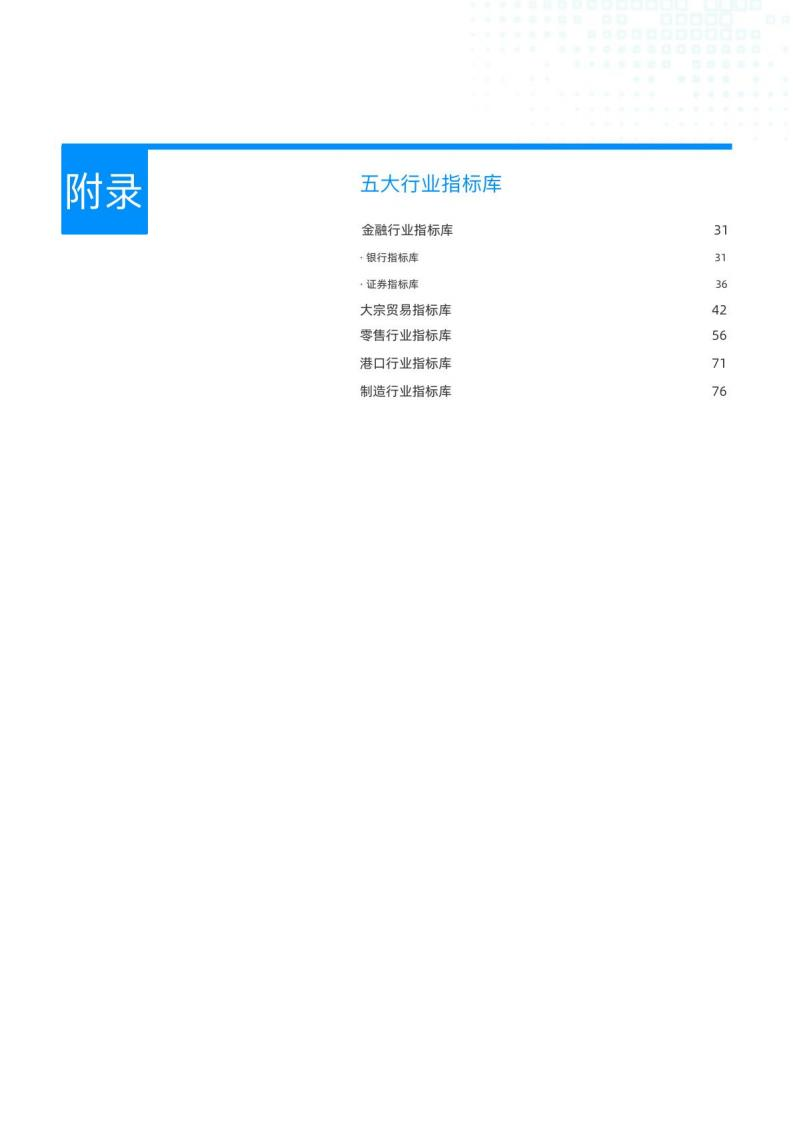 附录
五大行业指标库
金融行业指标库 31
· 银行指标库 31
· 证券指标库 36
大宗贸易指标库 42
零售行业指标库 56
港口行业指标库 71
制造行业指标库 76